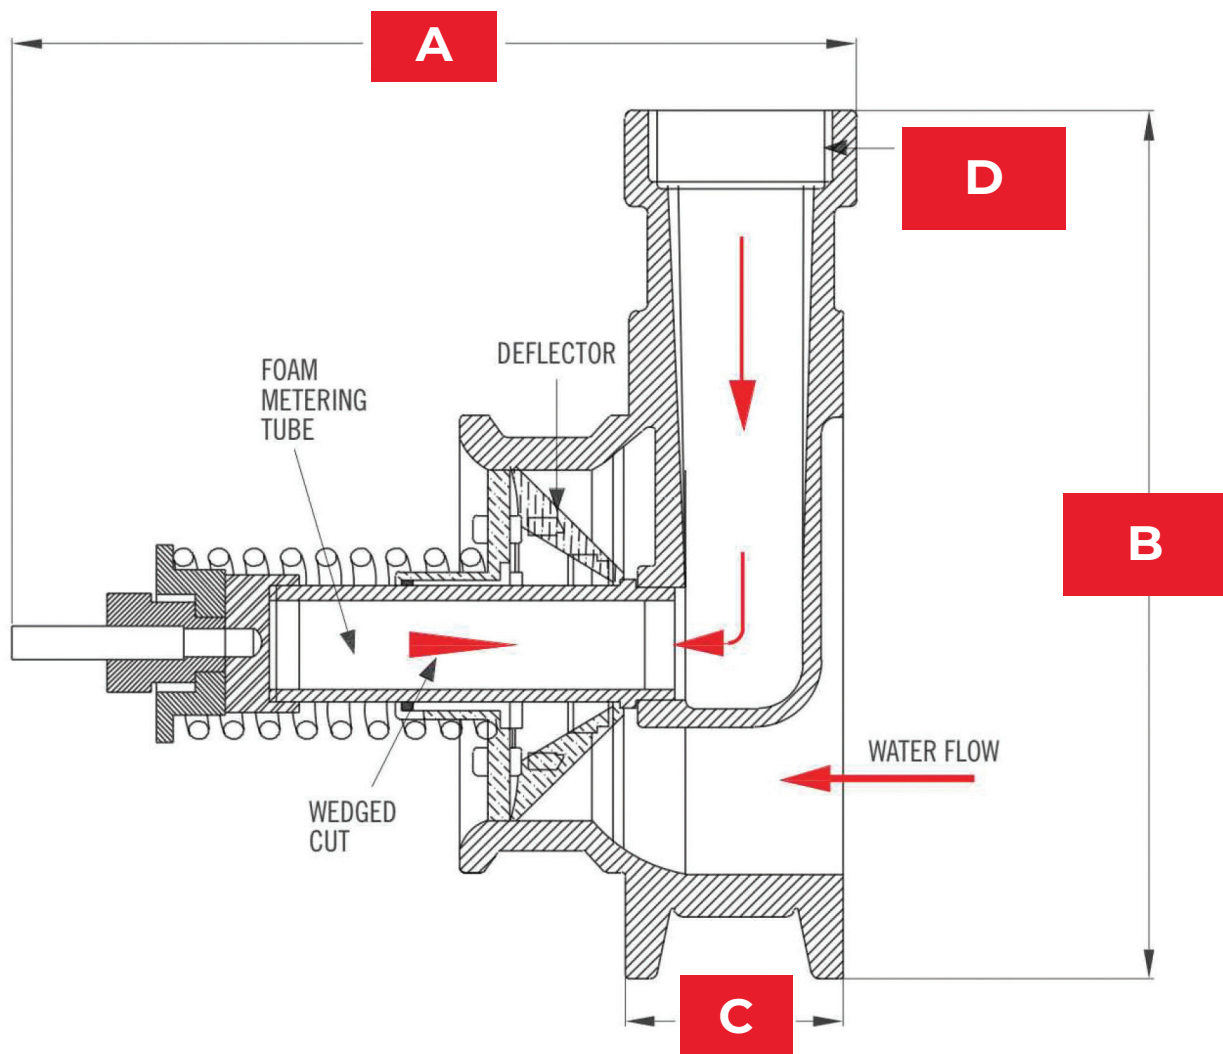 A
D
DEFLECTOR
FOAM
METERING
TUBE
B
WATER FLOW
WEDGED
CUT
C